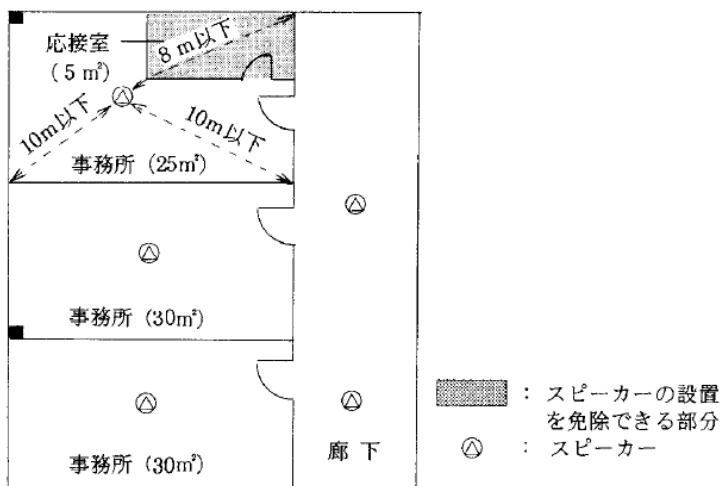 応接室
(5㎡)
8m以下
10m以下
10m以下
事務所 (25㎡)
事務所 (30㎡)
事務所 (30㎡)
廊下
: スピーカーの設置
を免除できる部分
: スピーカー